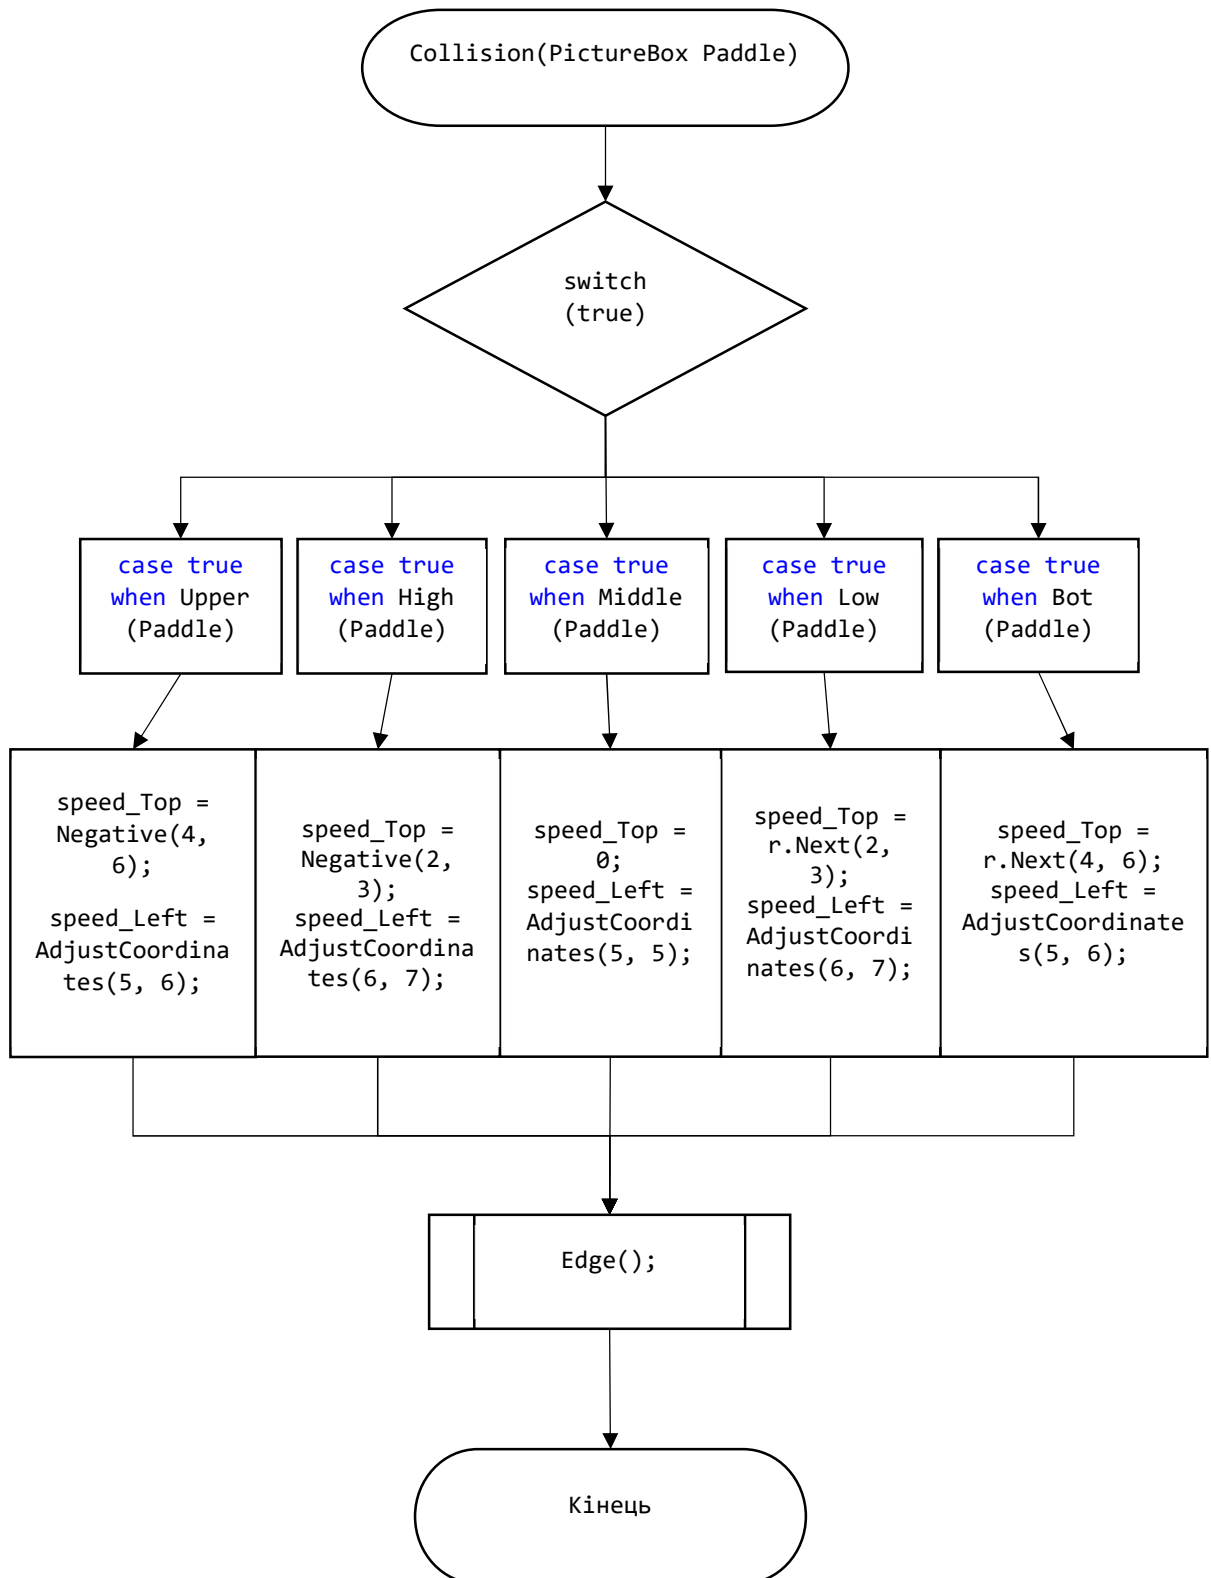 Collision(PictureBox Paddle)
switch
(true)
case true
when Upper
(Paddle)
case true
when High
(Paddle)
case true
when Middle
(Paddle)
case true
when Low
(Paddle)
case true
when Bot
(Paddle)
speed_Top =
Negative(4,
6);
speed_Left =
AdjustCoordina
tes(5, 6);
speed_Top =
Negative(2,
3);
speed_Left =
AdjustCoordina
tes(6, 7);
speed_Top =
0;
speed_Left =
AdjustCoordi
nates(5, 5);
speed_Top =
r.Next(2,
3);
speed_Left =
AdjustCoordi
nates(6, 7);
speed_Top =
r.Next(4, 6);
speed_Left =
AdjustCoordinate
s(5, 6);
Edge();
Кінець